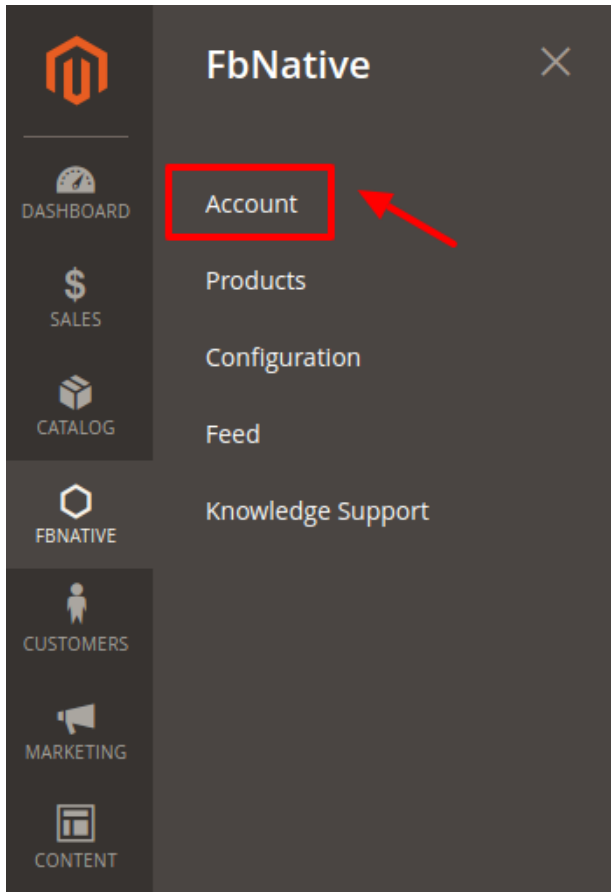 FbNative
Account
Products
Configuration
Feed
Knowledge Support
DASHBOARD
$
SALES
CATALOG
FBNATIVE
CUSTOMERS
MARKETING
CONTENT